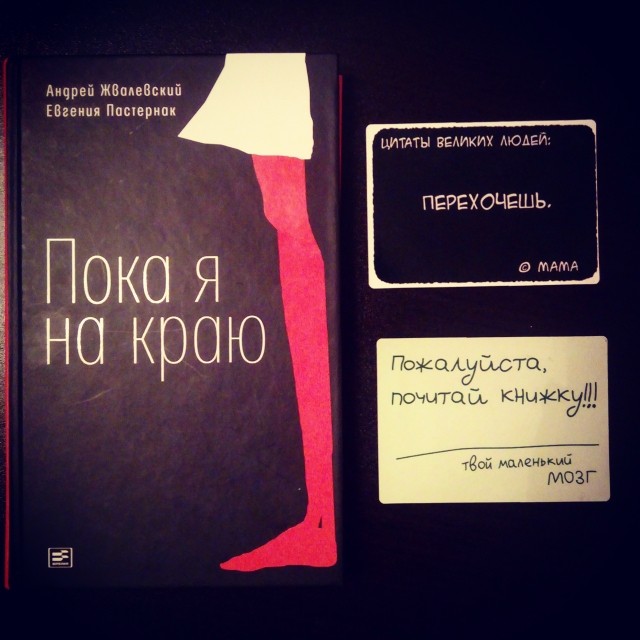 Андрей Жвалевский
Евгения Пастернак
Пока я
на краю
ЦИТАТЫ ВЕЛИКИХ ЛЮДЕЙ:
ПЕРЕХОЧЕШЬ.
© МАМА
Пожалуйста,
почитай книжку!!!
твой маленький
МОЗГ